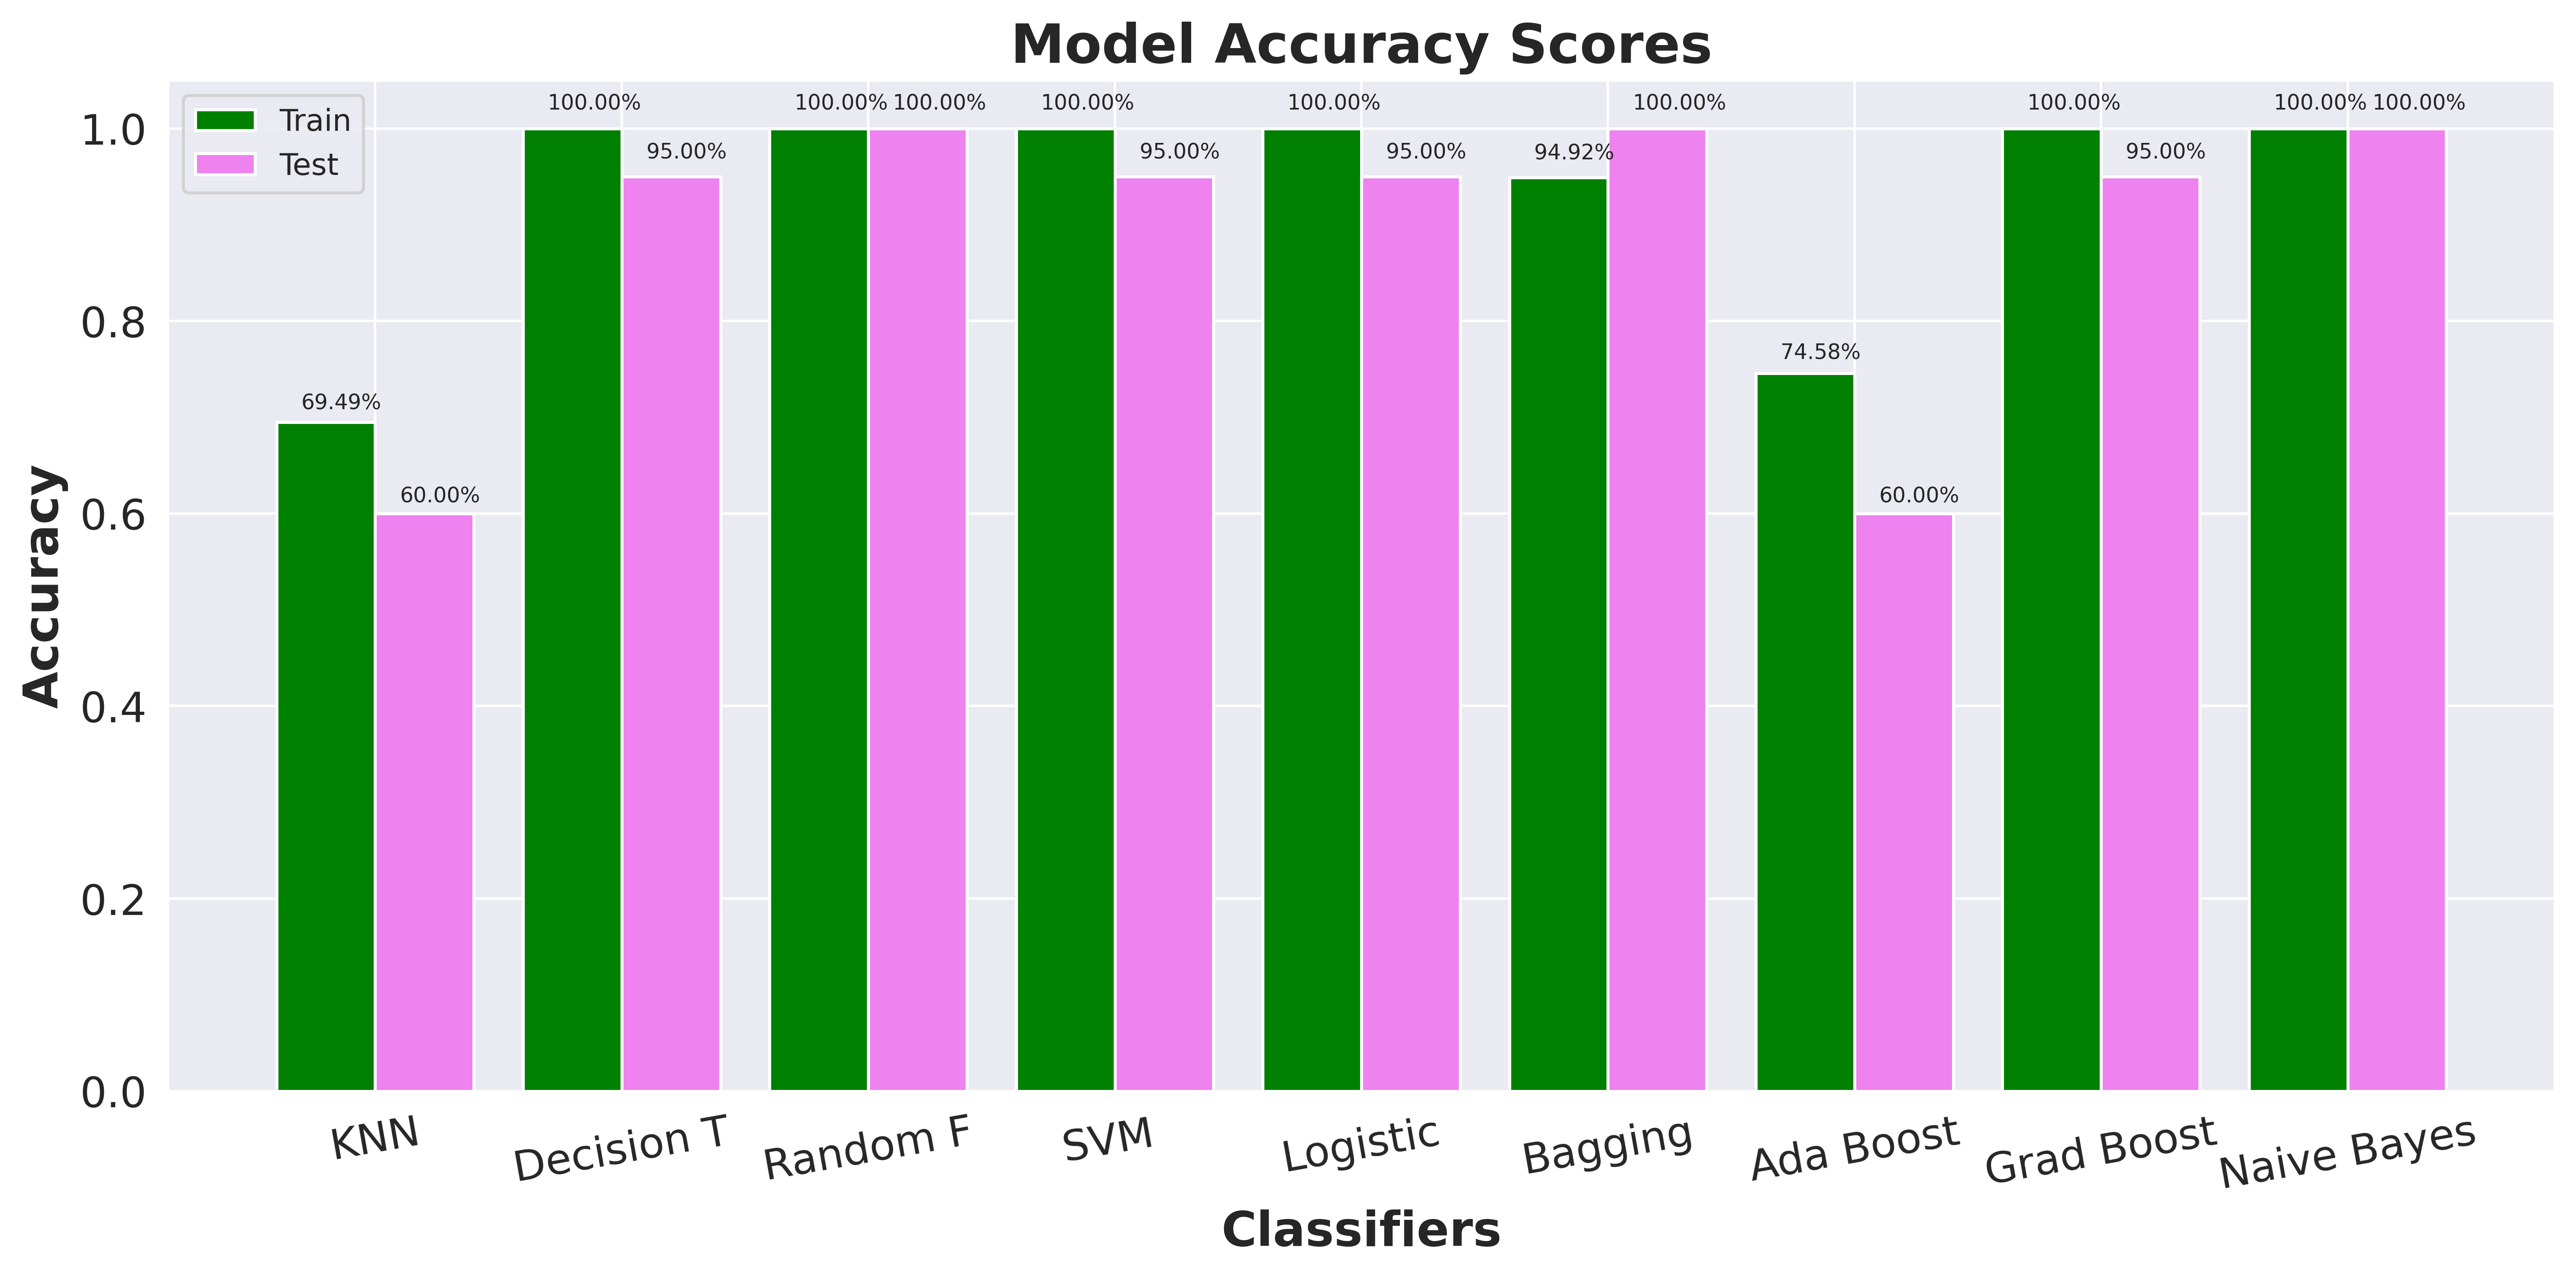 Model Accuracy Scores
Train
Test
100.00%
100.00% 100.00%
100.00%
100.00%
100.00%
100.00%
100.00% 100.00%
95.00%
95.00%
95.00%
94.92%
95.00%
74.58%
69.49%
60.00%
60.00%
1.0
0.8
0.6
0.4
0.2
0.0
Accuracy
KNN
Decision T
Random F
SVM
Logistic
Bagging
Ada Boost
Grad Boost
Naive Bayes
Classifiers